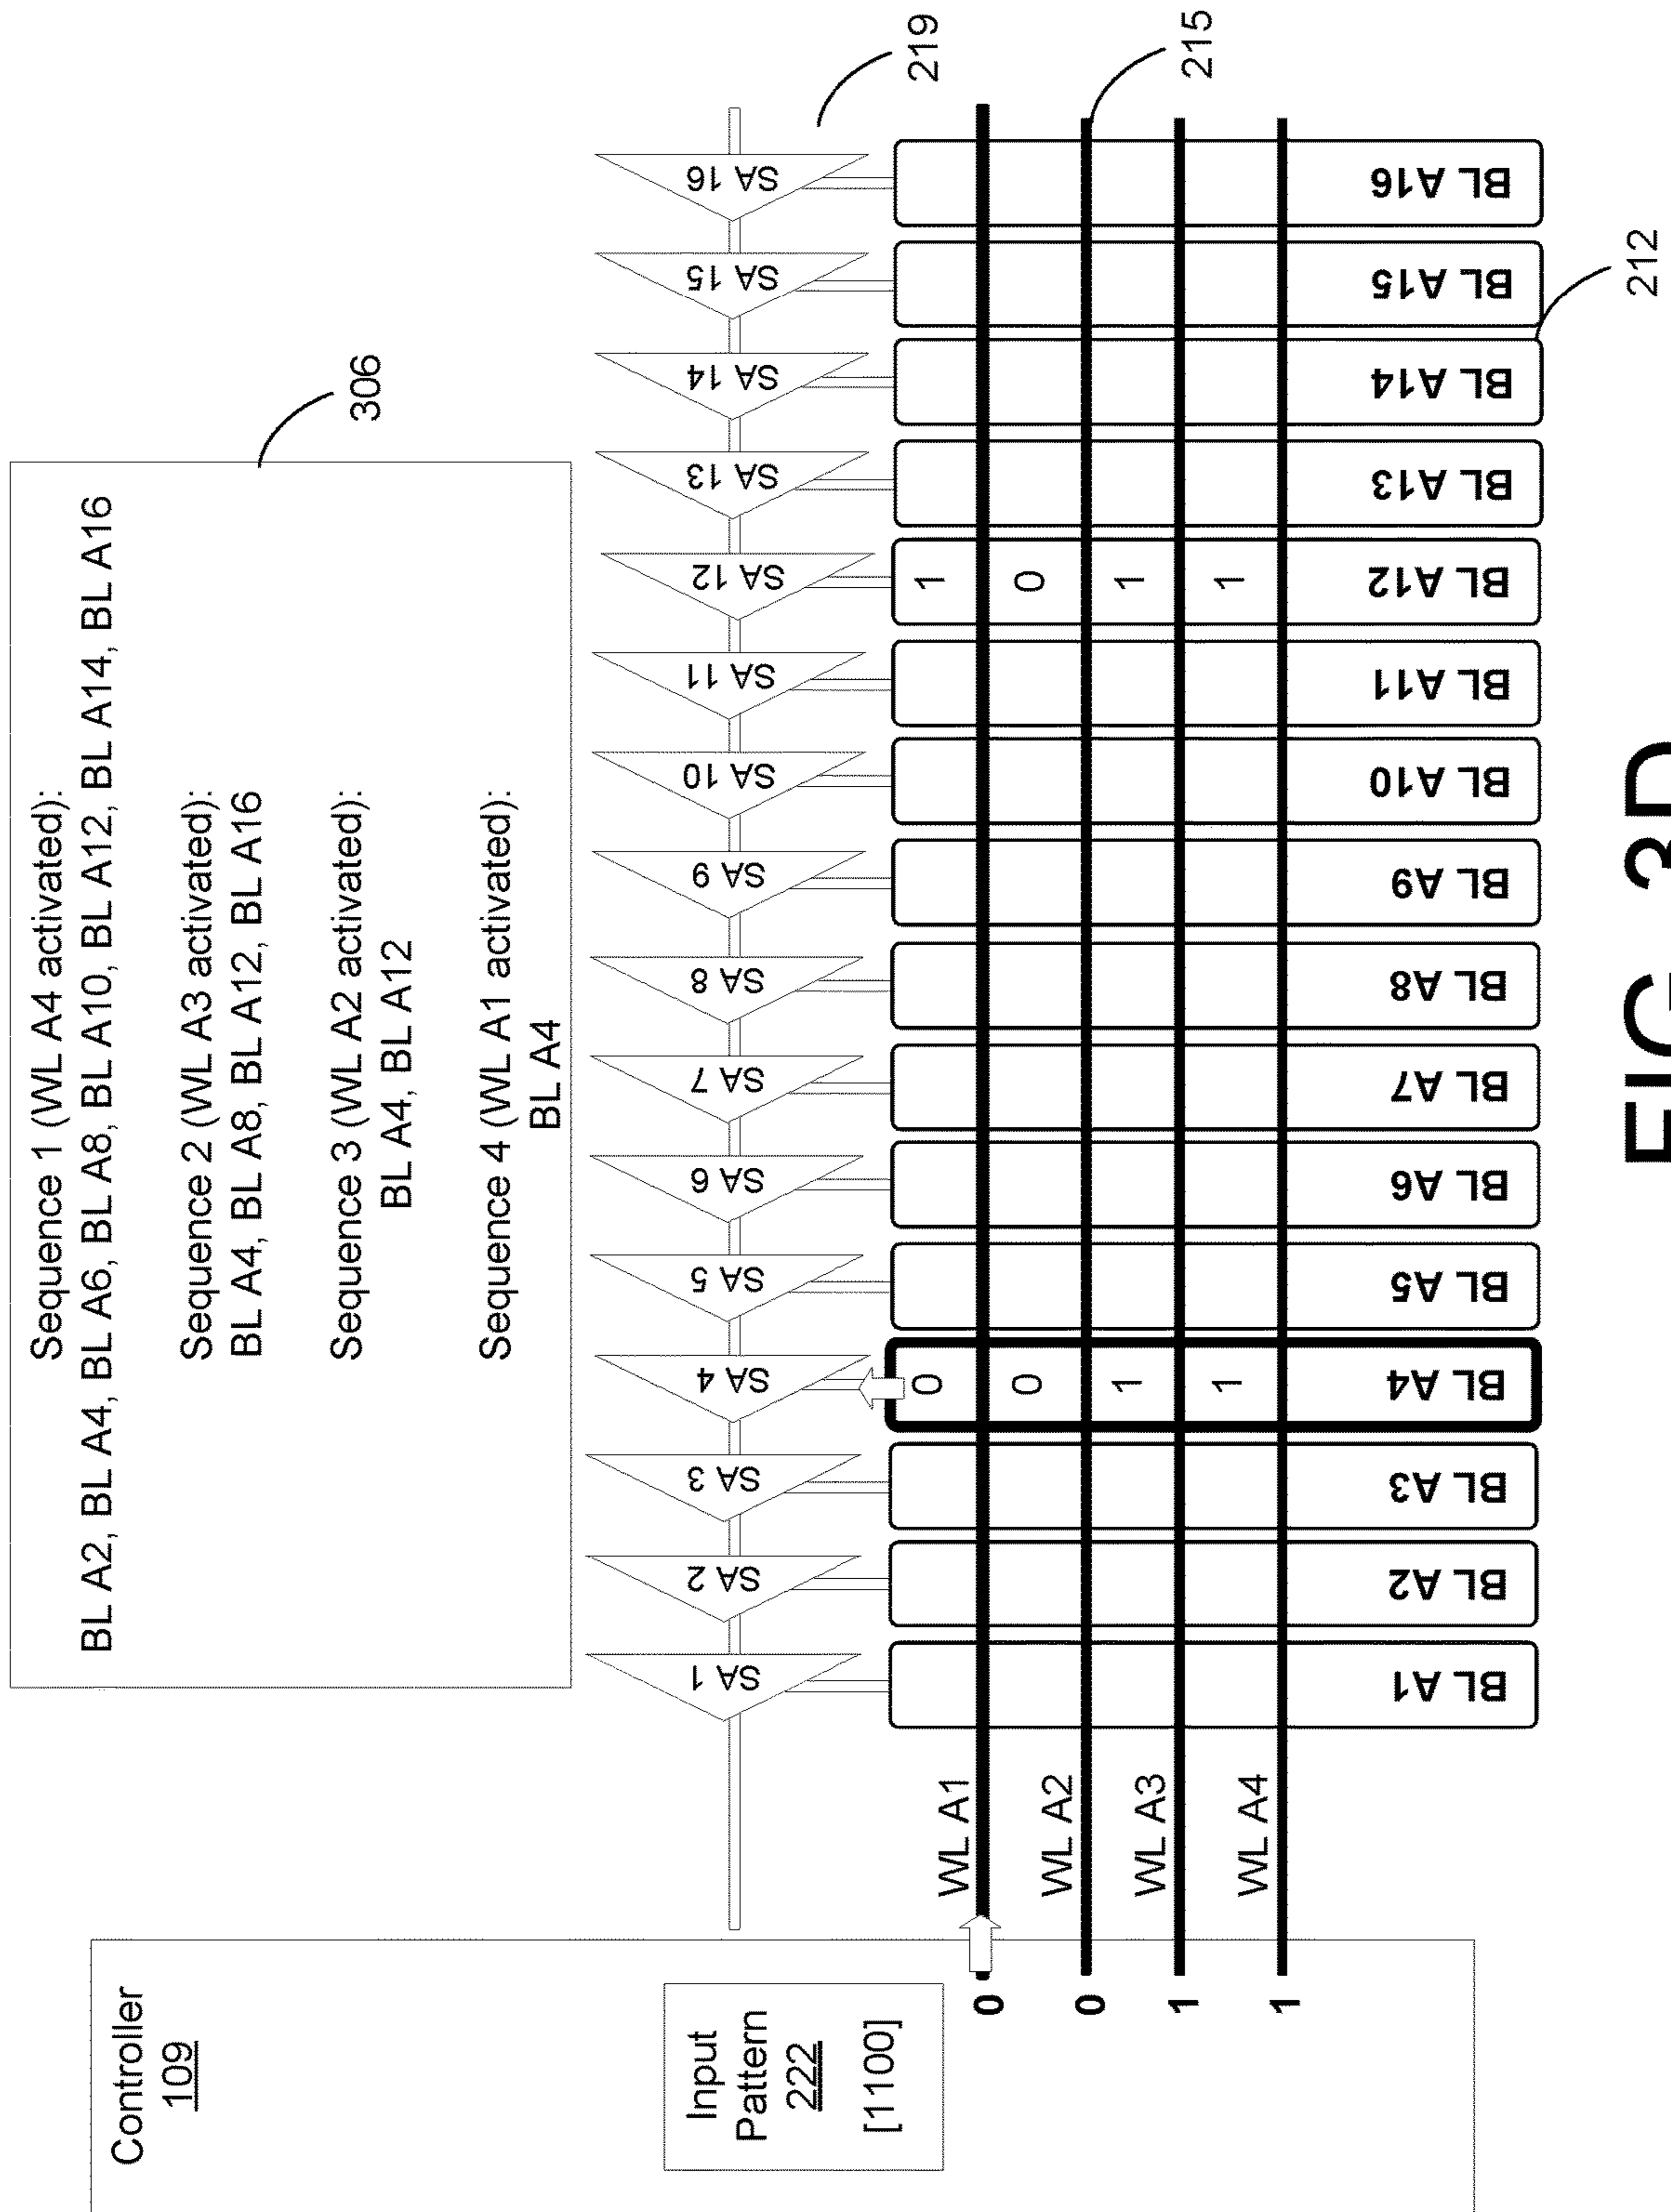 Controller
109
Input
Pattern
222
[1100]
Sequence 1 (WL A4 activated):
BL A2, BL A4, BL A6, BL A8, BL A10, BL A12, BL A14, BL A16
Sequence 2 (WL A3 activated):
BL A4, BL A8, BL A12, BL A16
Sequence 3 (WL A2 activated):
BL A4, BL A12
Sequence 4 (WL A1 activated):
BL A4
306
SA 1
SA 2
SA 3
SA 4
SA 5
SA 6
SA 7
SA 8
SA 9
SA 10
SA 11
SA 12
SA 13
SA 14
SA 15
SA 16
219
0
WL A1
0
1
0
WL A2
0
0
215
1
WL A3
1
1
1
WL A4
1
1
BL A1
BL A2
BL A3
BL A4
BL A5
BL A6
BL A7
BL A8
BL A9
BL A10
BL A11
BL A12
BL A13
BL A14
BL A15
BL A16
212
FIG. 3D